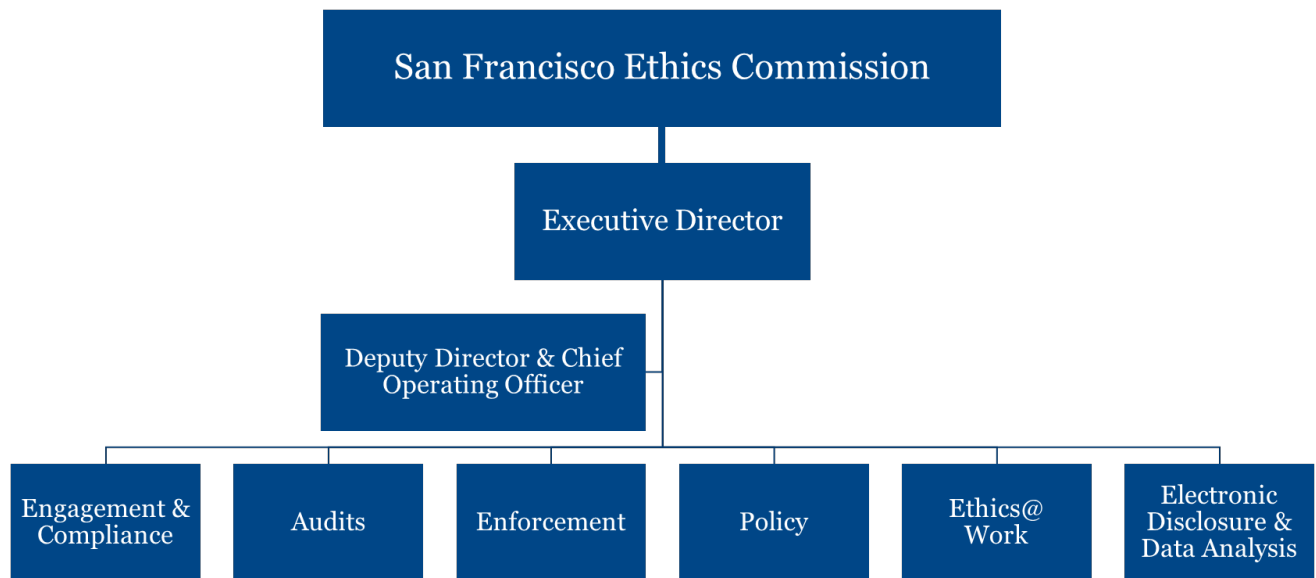 San Francisco Ethics Commission
Executive Director
Deputy Director & Chief
Operating Officer
Engagement &
Compliance
Audits
Enforcement
Policy
Ethics@
Work
Electronic
Disclosure &
Data Analysis